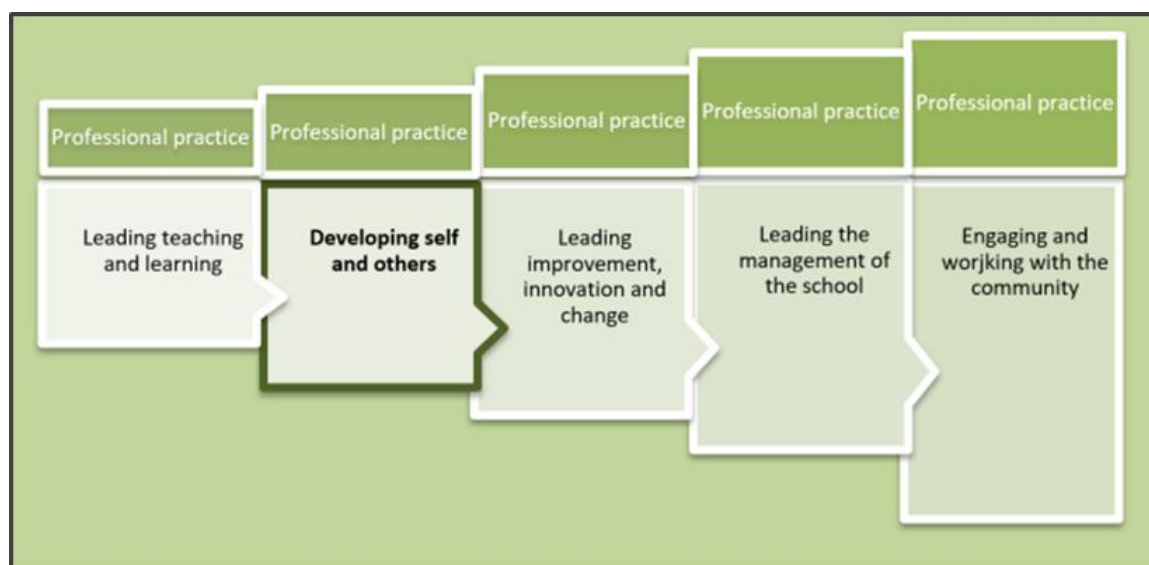 Professional practice
Professional practice
Professional practice
Professional practice
Professional practice
Leading teaching
and learning
Developing self
and others
Leading
improvement,
innovation and
change
Leading the
management of
the school
Engaging and
worjking with the
community